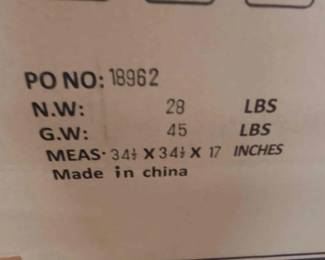 PO NO: 18962
N.W: 28 LBS
G.W: 45 LBS
MEAS· 34½ X 34½ X 17 INCHES
Made in china